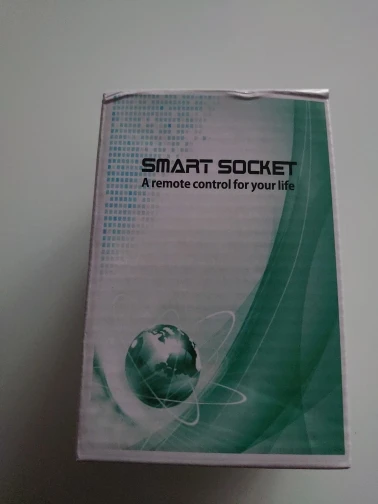 SMART SOCKET
A remote control for your life